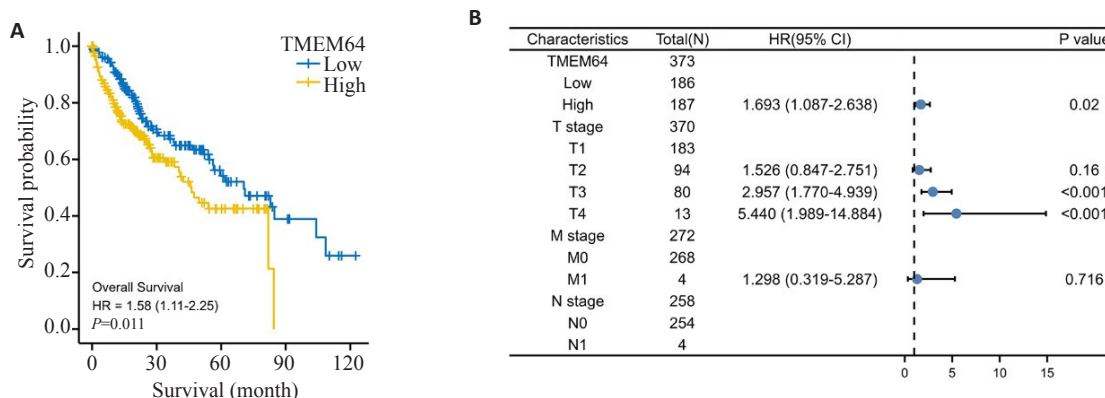 A
TMEM64
Low
High
Survival probability
1.0
0.8
0.6
0.4
0.2
0.0
Overall Survival
HR = 1.58 (1.11-2.25)
P=0.011
0 30 60 90 120
Survival (month)
B
Characteristics Total(N) HR(95% CI) P value
TMEM64 373
Low 186
High 187 1.693 (1.087-2.638) 0.02
T stage 370
T1 183
T2 94 1.526 (0.847-2.751) 0.16
T3 80 2.957 (1.770-4.939) <0.001
T4 13 5.440 (1.989-14.884) <0.001
M stage 272
M0 268
M1 4 1.298 (0.319-5.287) 0.716
N stage 258
N0 254
N1 4
0 5 10 15